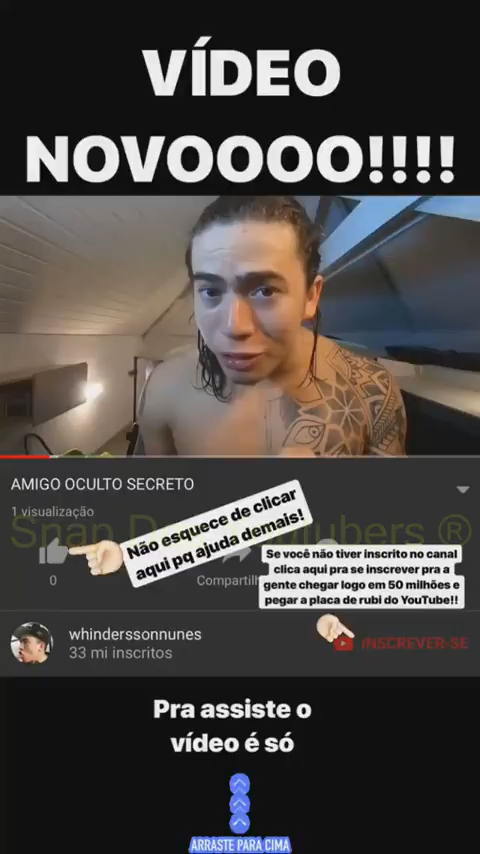 VÍDEO
NOVOOOO!!!!
AMIGO OCULTO SECRETO
1 visualização
Não esquece de clicar
aqui pq ajuda demais!
0
Compartilh
Se você não tiver inscrito no canal
clica aqui pra se inscrever pra a
gente chegar logo em 50 milhões e
pegar a placa de rubi do YouTube!!
whinderssonnunes
33 mi inscritos
INSCREVER-SE
Pra assiste o
vídeo é só
ARRASTE PARA CIMA